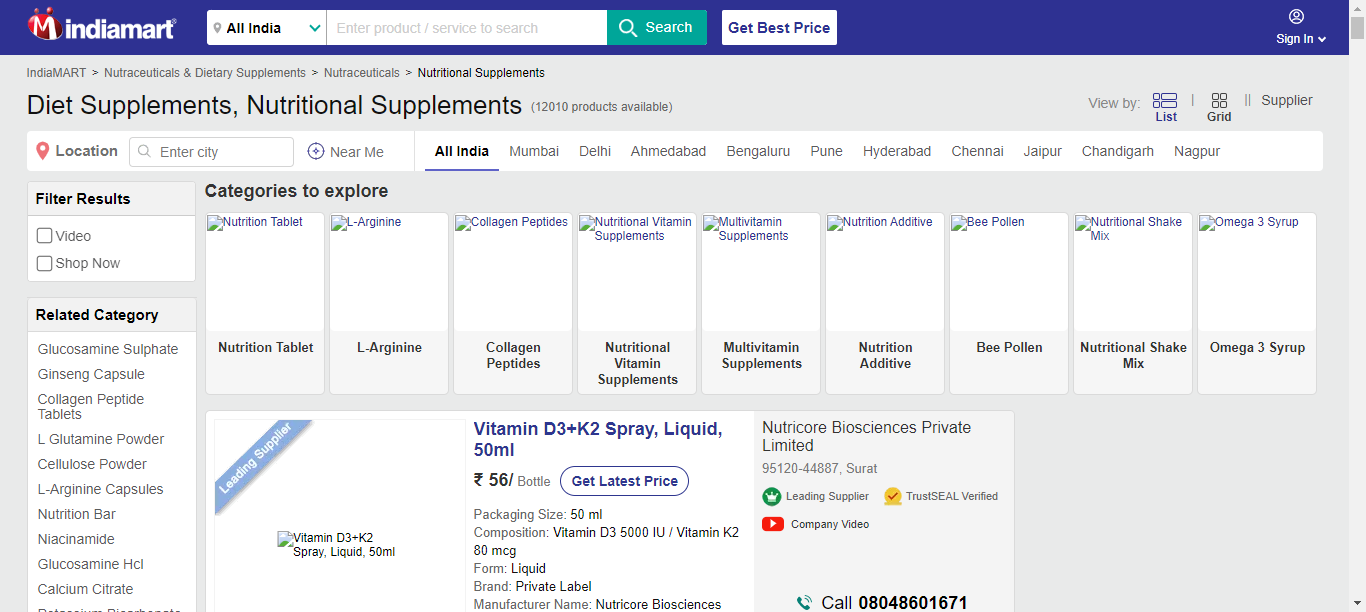 indiamart
All India
Enter product / service to search
Search
Get Best Price
Sign In
IndiaMART > Nutraceuticals & Dietary Supplements > Nutraceuticals > Nutritional Supplements
Diet Supplements, Nutritional Supplements (12010 products available)
View by: List | Grid || Supplier
Location
Enter city
Near Me
All India Mumbai Delhi Ahmedabad Bengaluru Pune Hyderabad Chennai Jaipur Chandigarh Nagpur
Filter Results
Video
Shop Now
Related Category
Glucosamine Sulphate
Ginseng Capsule
Collagen Peptide
Tablets
L Glutamine Powder
Cellulose Powder
L-Arginine Capsules
Nutrition Bar
Niacinamide
Glucosamine Hcl
Calcium Citrate
Categories to explore
Nutrition Tablet
Nutrition Tablet
L-Arginine
L-Arginine
Collagen Peptides
Collagen
Peptides
Nutritional Vitamin
Supplements
Nutritional
Vitamin
Supplements
Multivitamin
Supplements
Multivitamin
Supplements
Nutrition Additive
Nutrition
Additive
Bee Pollen
Bee Pollen
Nutritional Shake
Mix
Nutritional Shake
Mix
Omega 3 Syrup
Omega 3 Syrup
Leading Supplier
Vitamin D3+K2
Spray, Liquid, 50ml
Vitamin D3+K2 Spray, Liquid,
50ml
₹ 56/ Bottle
Get Latest Price
Packaging Size: 50 ml
Composition: Vitamin D3 5000 IU / Vitamin K2
80 mcg
Form: Liquid
Brand: Private Label
Manufacturer Name: Nutricore Biosciences
Nutricore Biosciences Private
Limited
95120-44887, Surat
Leading Supplier
TrustSEAL Verified
Company Video
Call 08048601671